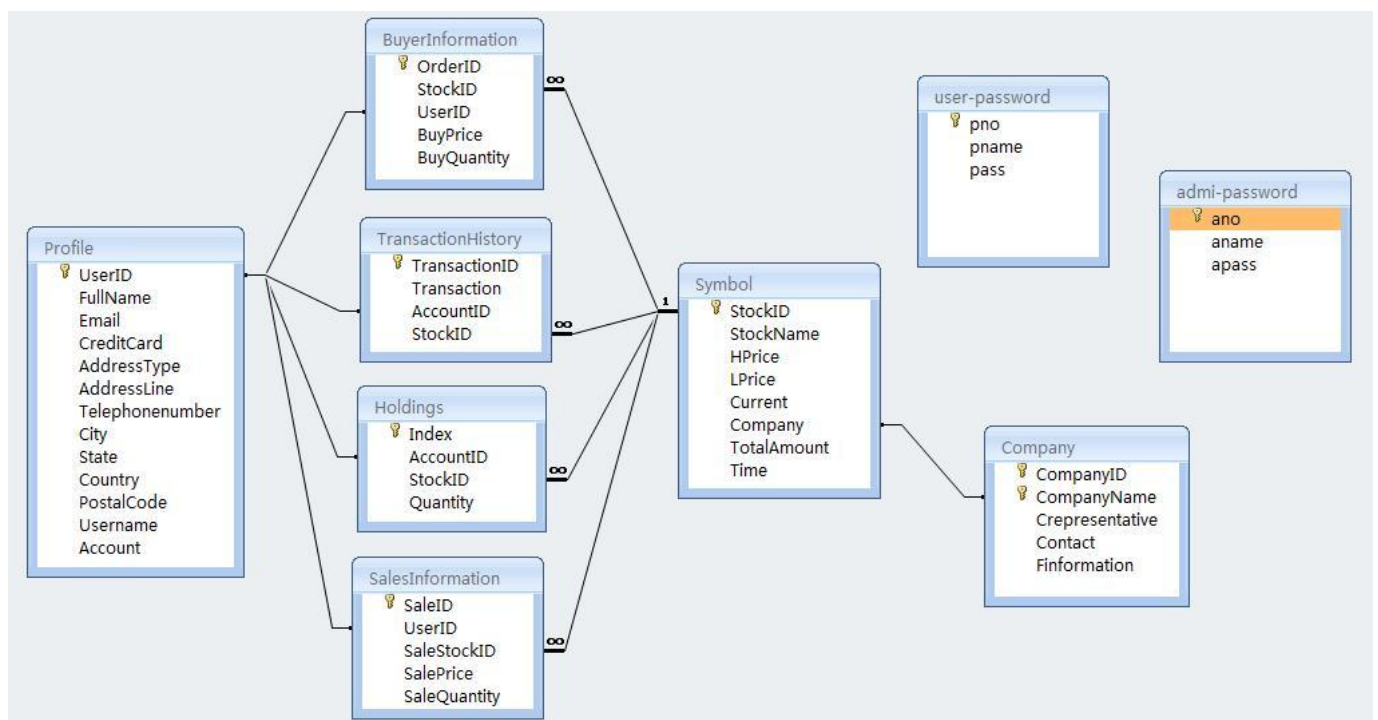 BuyerInformation
OrderID
StockID
UserID
BuyPrice
BuyQuantity
TransactionHistory
TransactionID
Transaction
AccountID
StockID
Holdings
Index
AccountID
StockID
Quantity
SalesInformation
SaleID
UserID
SaleStockID
SalePrice
SaleQuantity
Profile
UserID
FullName
Email
CreditCard
AddressType
AddressLine
Telephonenumber
City
State
Country
PostalCode
Username
Account
∞
∞
∞
∞
1
Symbol
StockID
StockName
HPrice
LPrice
Current
Company
TotalAmount
Time
user-password
pno
pname
pass
admi-password
ano
aname
apass
Company
CompanyID
CompanyName
Crepresentative
Contact
Finformation